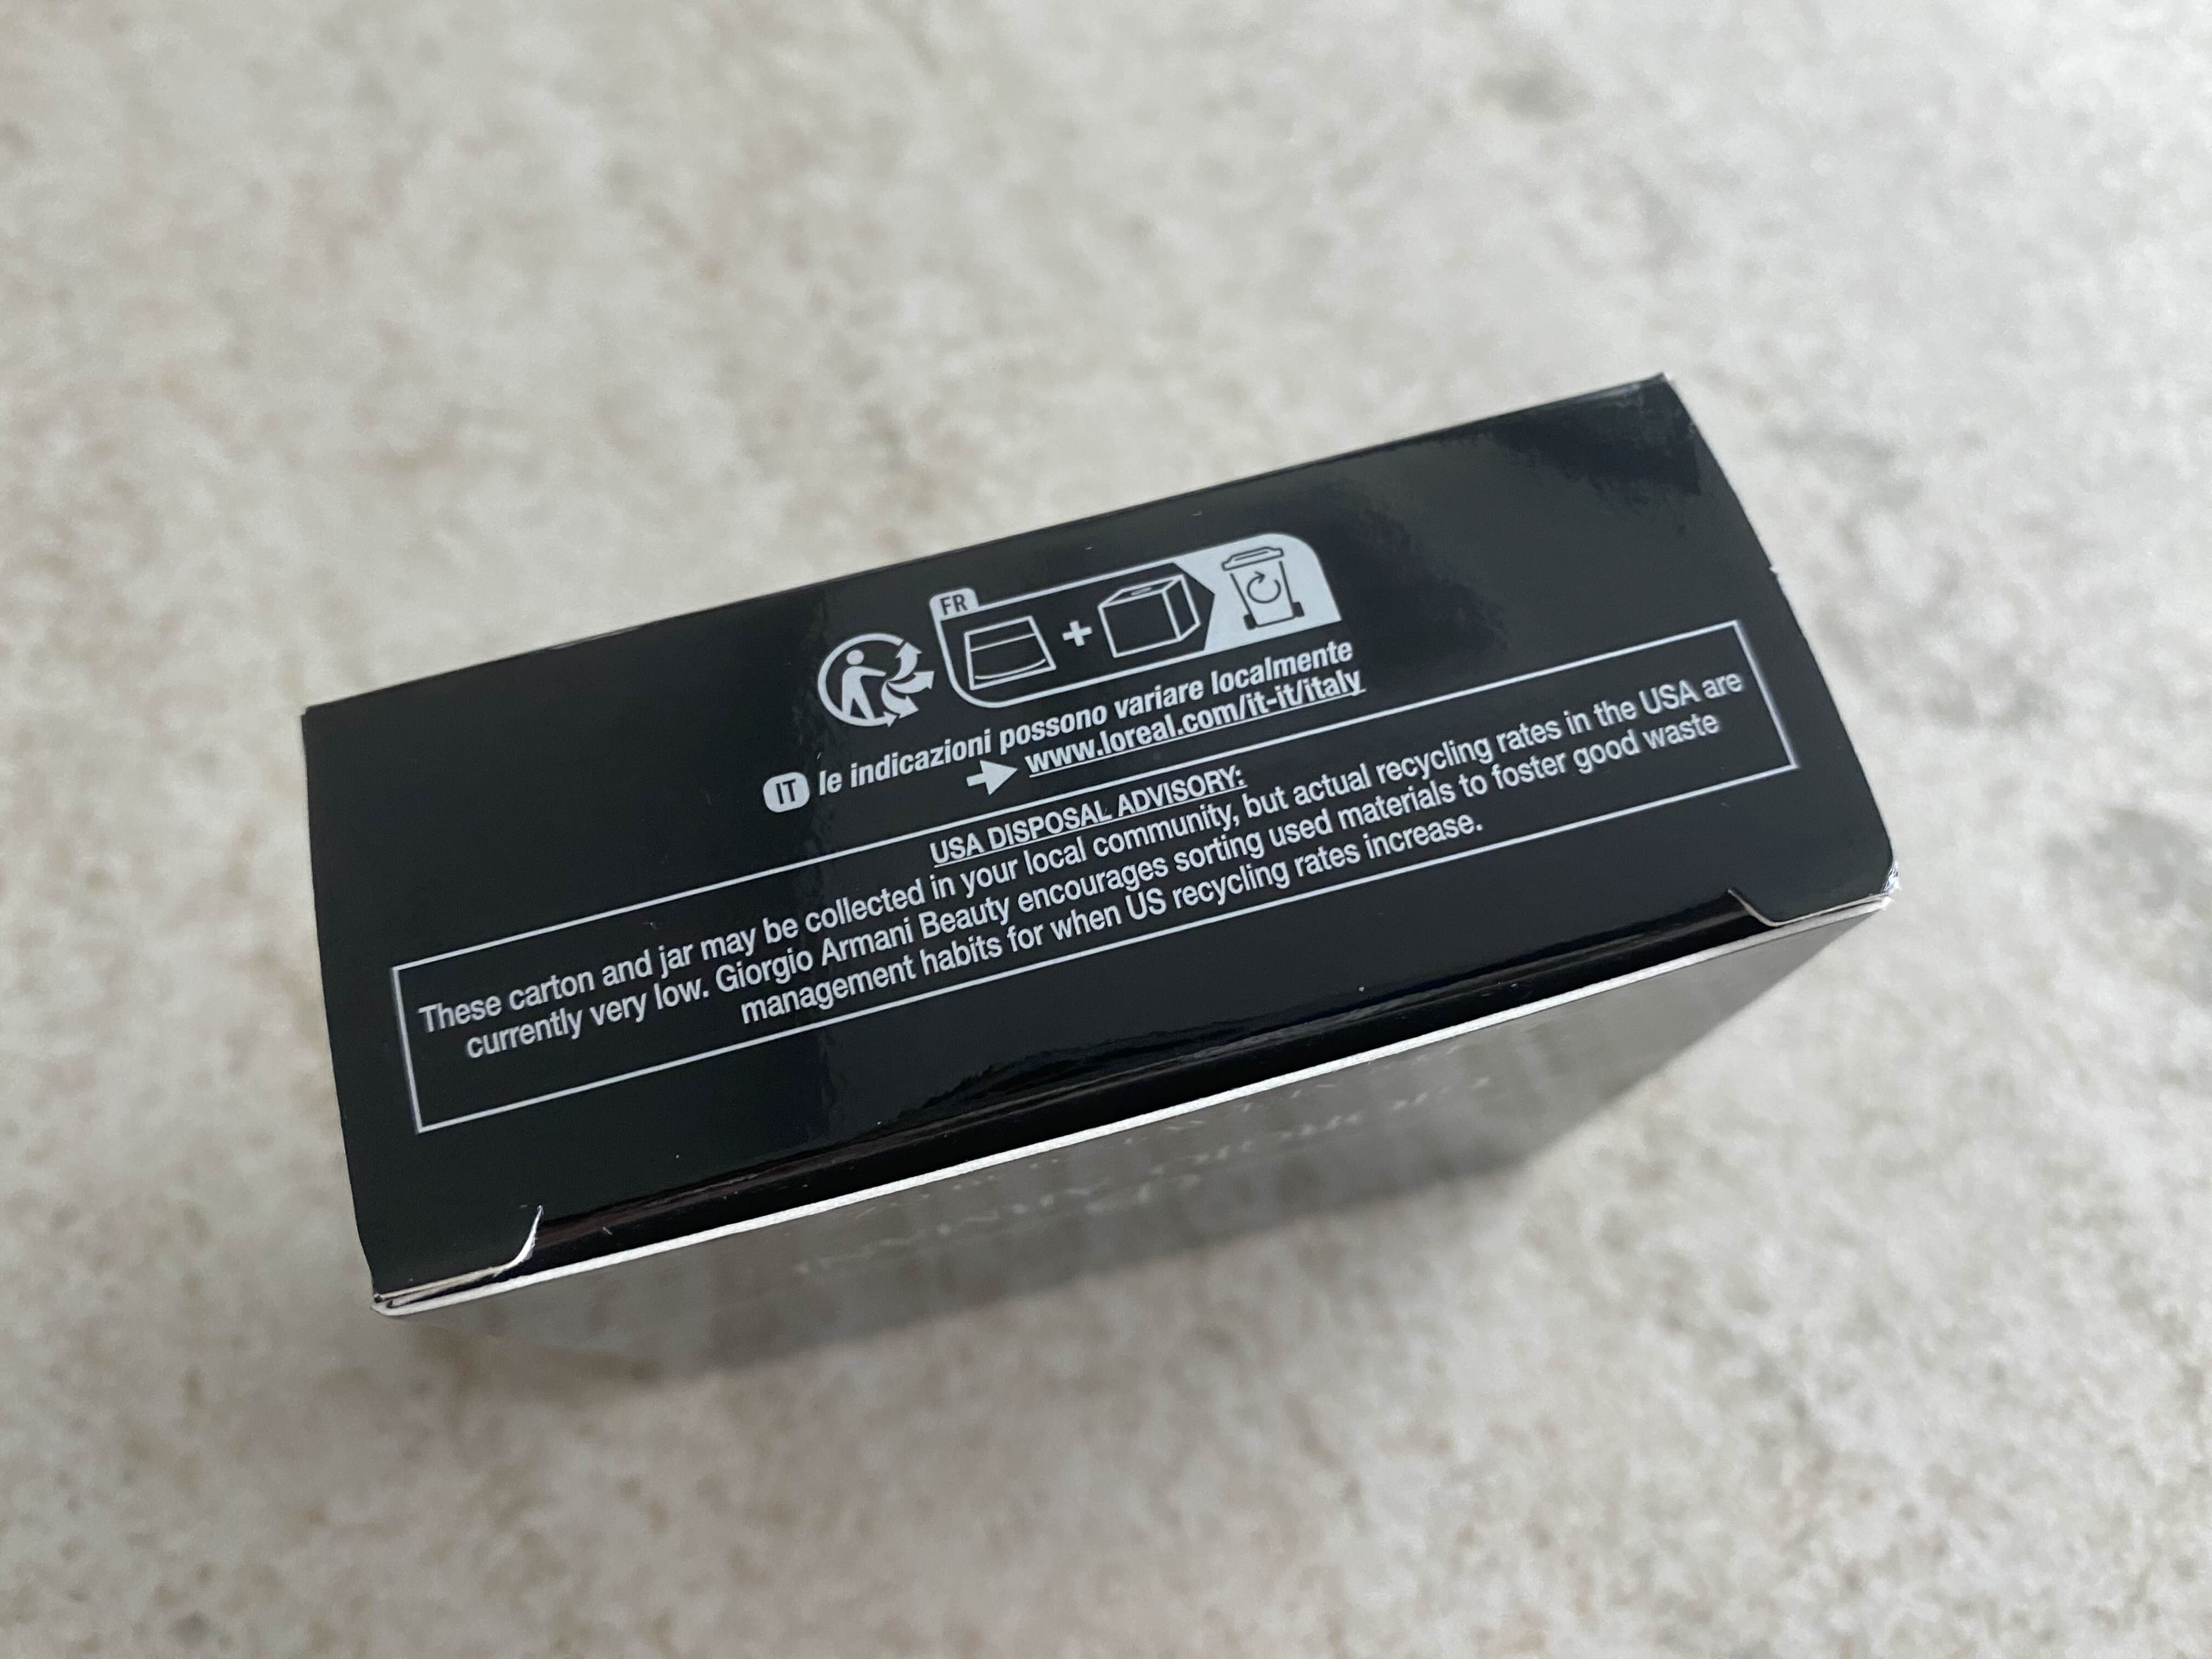 FR
IT le indicazioni possono variare localmente
www.loreal.com/it-it/italy
USA DISPOSAL ADVISORY:
These carton and jar may be collected in your local community, but actual recycling rates in the USA are
currently very low. Giorgio Armani Beauty encourages sorting used materials to foster good waste
management habits for when US recycling rates increase.